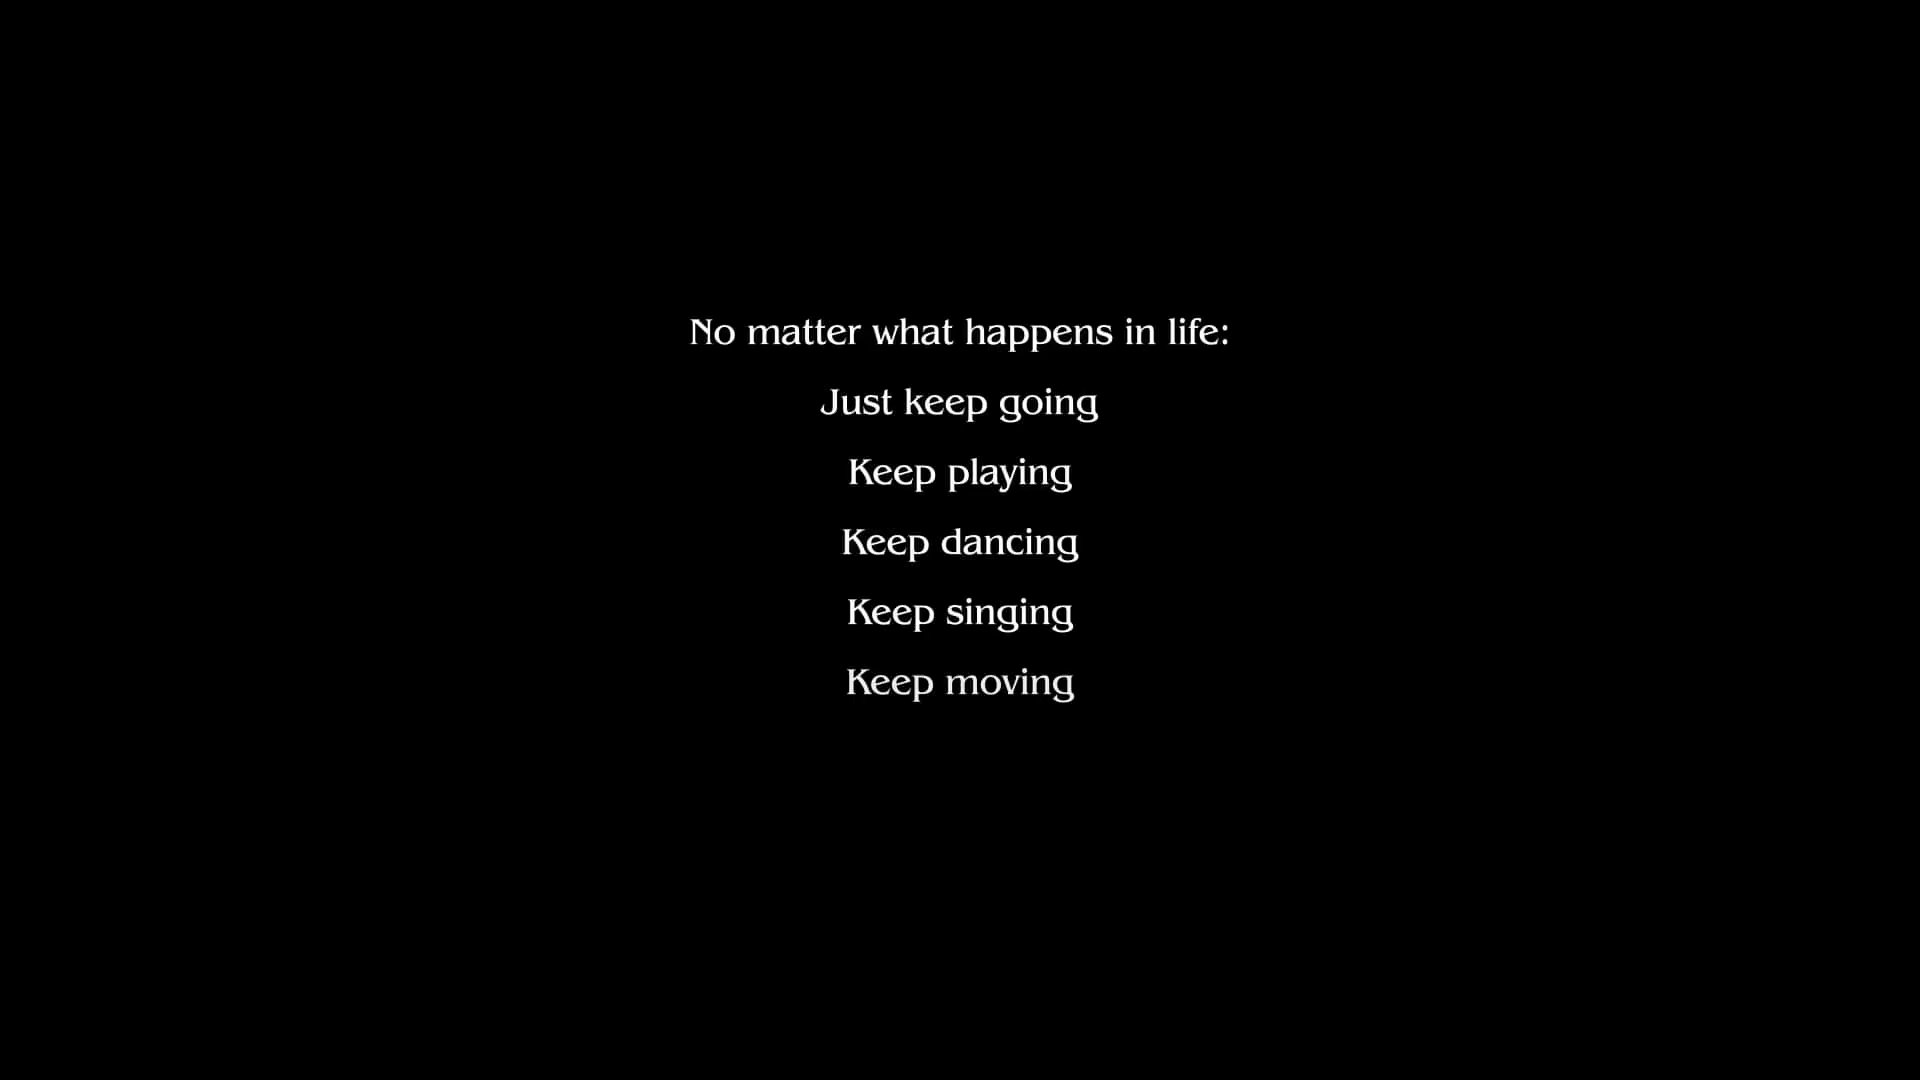 No matter what happens in life:
Just keep going
Keep playing
Keep dancing
Keep singing
Keep moving